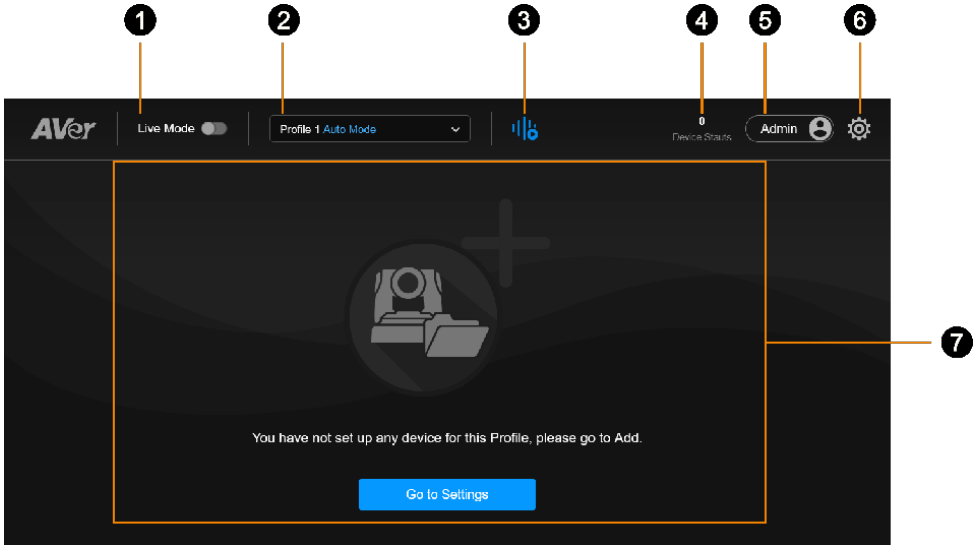 1 2 3 4 5 6
AVer Live Mode Profile 1 Auto Mode 0 Admin
Device Stauts
7
You have not set up any device for this Profile, please go to Add.
Go to Settings